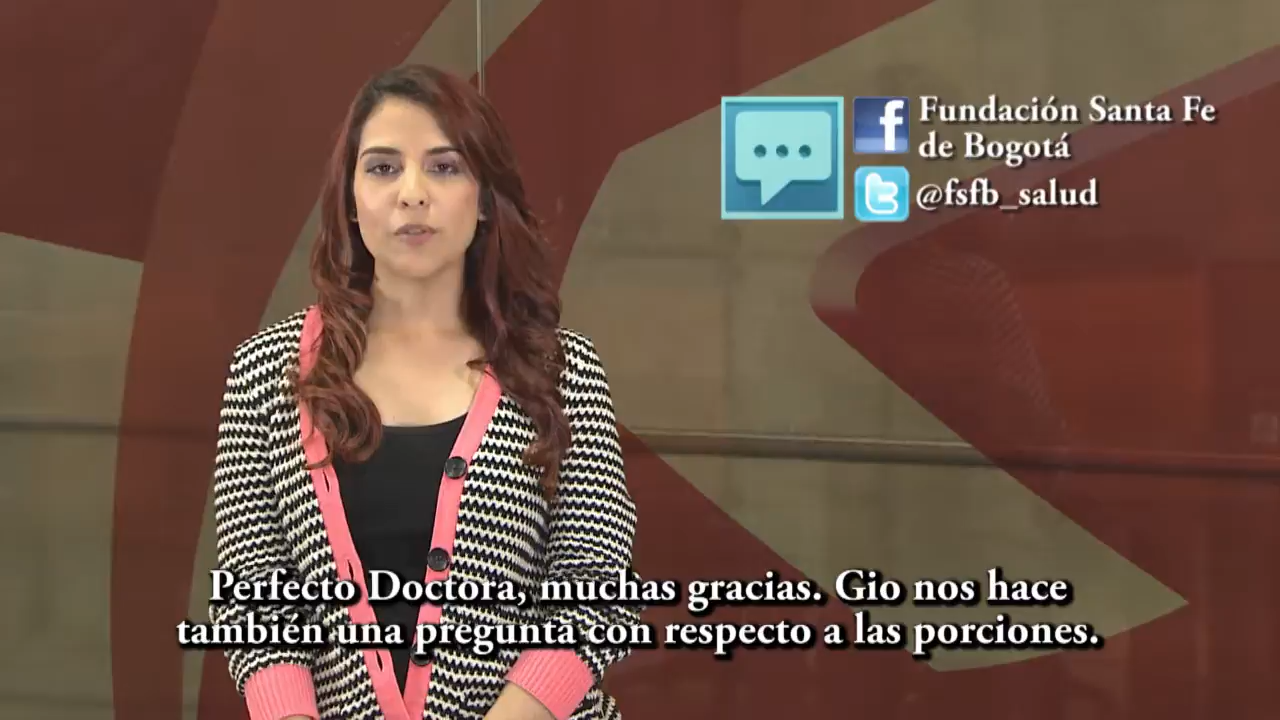 Fundación Santa Fe
de Bogotá
@fsfb_salud
Perfecto Doctora, muchas gracias. Gio nos hace
también una pregunta con respecto a las porciones.